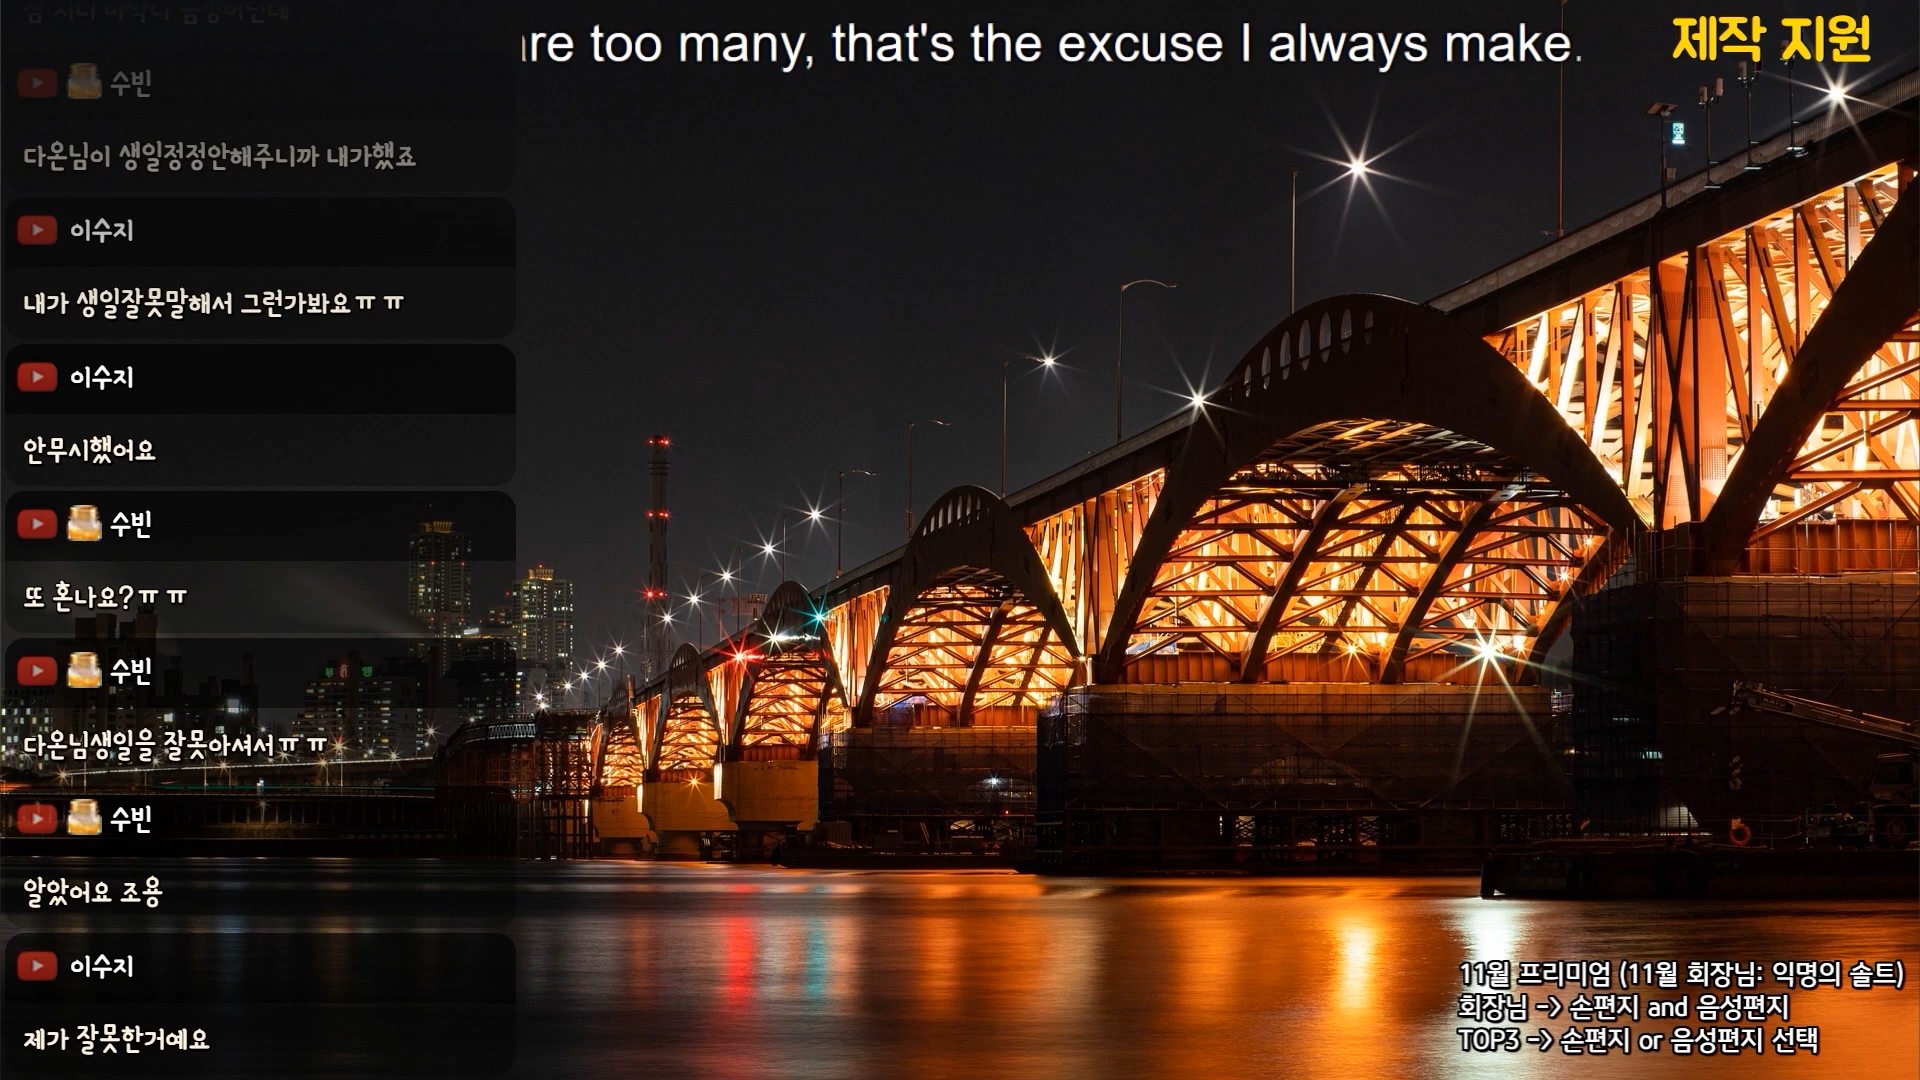 re too many, that's the excuse I always make.
제작 지원
수빈
다온님이 생일정정안해주니까 내가했죠
이수지
내가 생일잘못말해서 그런가봐요ㅠㅠ
이수지
안무시했어요
수빈
또 혼나요?ㅠㅠ
수빈
다온님생일을 잘못아셔서ㅠㅠ
수빈
알았어요 조용
이수지
제가 잘못한거예요
11월 프리미엄 (11월 회장님: 익명의 솔트)
회장님 -> 손편지 and 음성편지
TOP3 -> 손편지 or 음성편지 선택